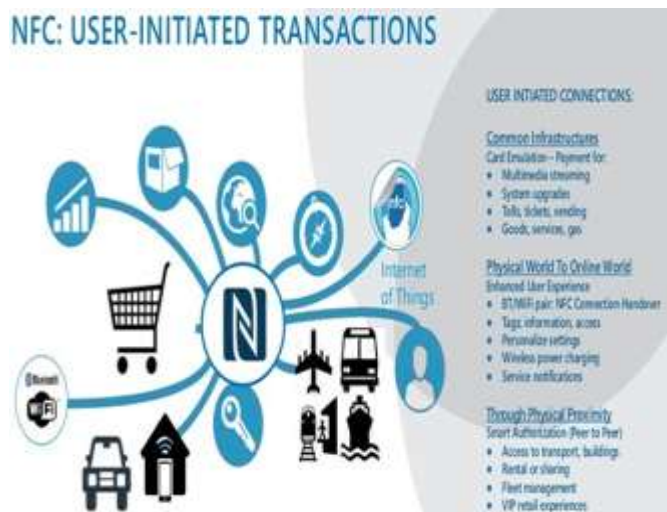 NFC: USER-INITIATED TRANSACTIONS
USER INTIATED CONNECTIONS:
Common Infrastructures
Card Emulation – Payment for:
• Multimedia streaming
• System upgrades
• Tolls, tickets, vending
• Goods, services, gas
Physical World To Online World
Enhanced User Experience
• BT/WiFi pair: NFC Connection Handover
• Tags: information, access
• Personalize settings
• Wireless power charging
• Service notifications
Through Physical Proximity
Smart Authorization (Peer to Peer)
• Access to transport, buildings
• Rental or sharing
• Fleet management
• VIP retail experiences
Internet
of Things
Bluetooth
Wi Fi
N